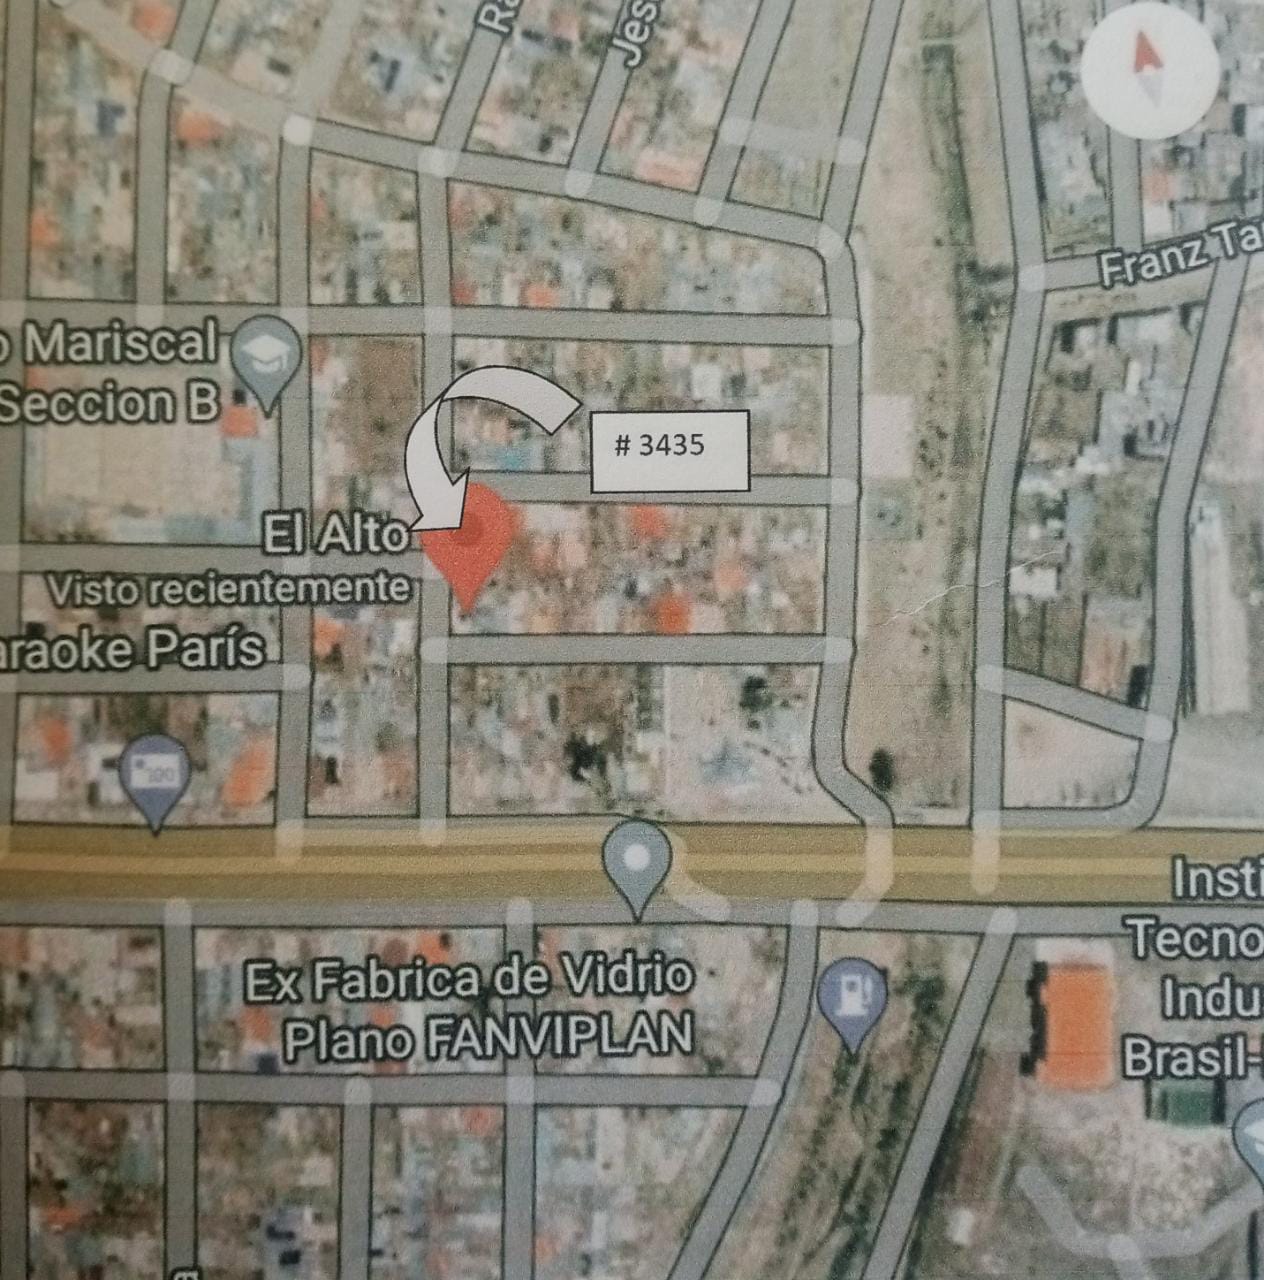 Franz Ta
o Mariscal
Seccion B
# 3435
El Alto
Visto recientemente
araoke París
Insti
Tecno
Indu
Brasil-
Ex Fabrica de Vidrio
Plano FANVIPLAN
Ra
Jes